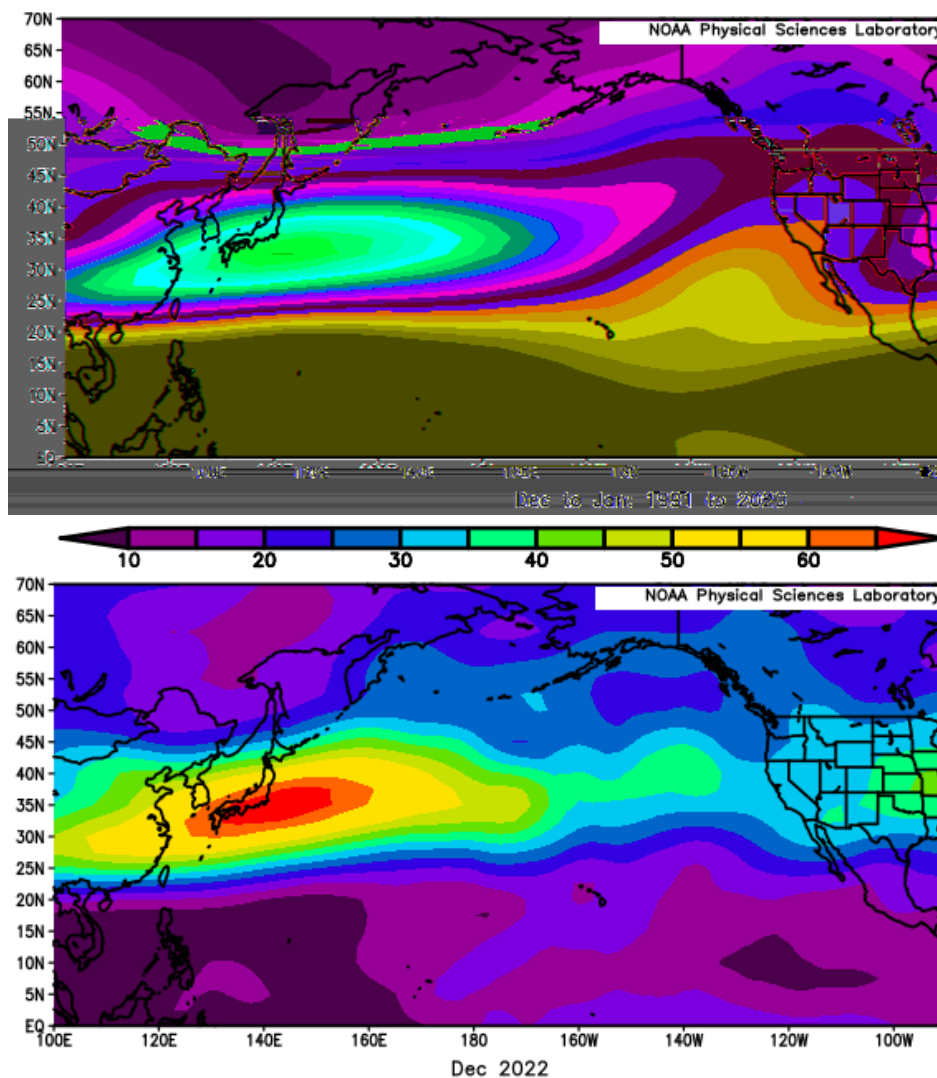 70N
NOAA Physical Sciences Laboratory
65N
60N
55N
50N
45N
40N
35N
30N
25N
20N
15N
10N
5N
EQ
Dec to Jan: 1991 to 2020
10 20 30 40 50 60
70N
NOAA Physical Sciences Laboratory
65N
60N
55N
50N
45N
40N
35N
30N
25N
20N
15N
10N
5N
EQ
100E 120E 140E 160E 180 160W 140W 120W 100W
Dec 2022